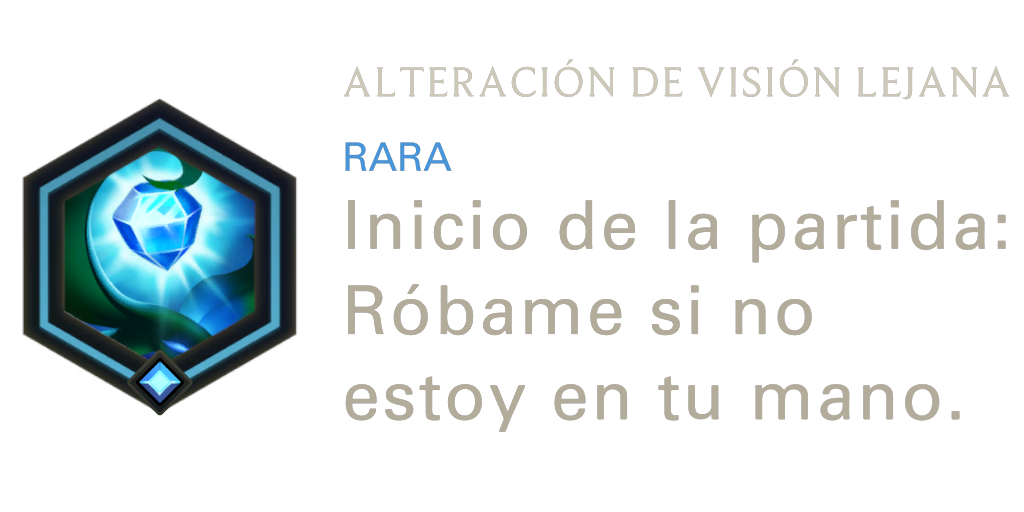 ALTERACIÓN DE VISIÓN LEJANA
RARA
Inicio de la partida:
Róbame si no
estoy en tu mano.